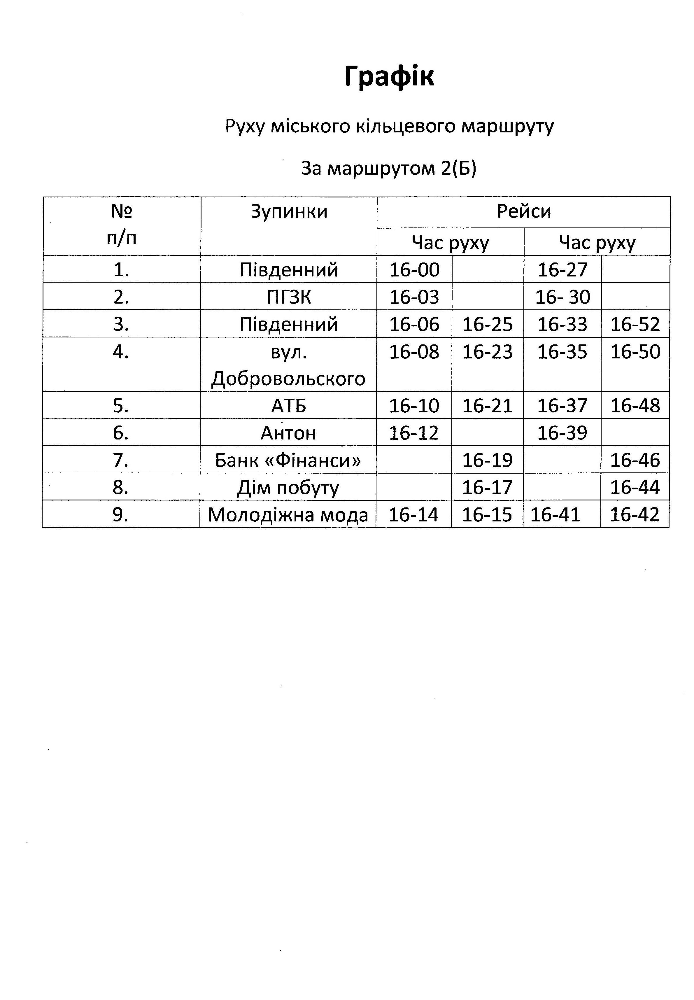 Графік
Руху міського кільцевого маршруту
За маршрутом 2(Б)
№ Зупинки Рейси
п/п Час руху Час руху
1. Південний 16-00 16-27
2. ПГЗК 16-03 16- 30
3. Південний 16-06 16-25 16-33 16-52
4. вул. 16-08 16-23 16-35 16-50
Добровольського
5. АТБ 16-10 16-21 16-37 16-48
6. Антон 16-12 16-39
7. Банк «Фінанси» 16-19 16-46
8. Дім побуту 16-17 16-44
9. Молодіжна мода 16-14 16-15 16-41 16-42